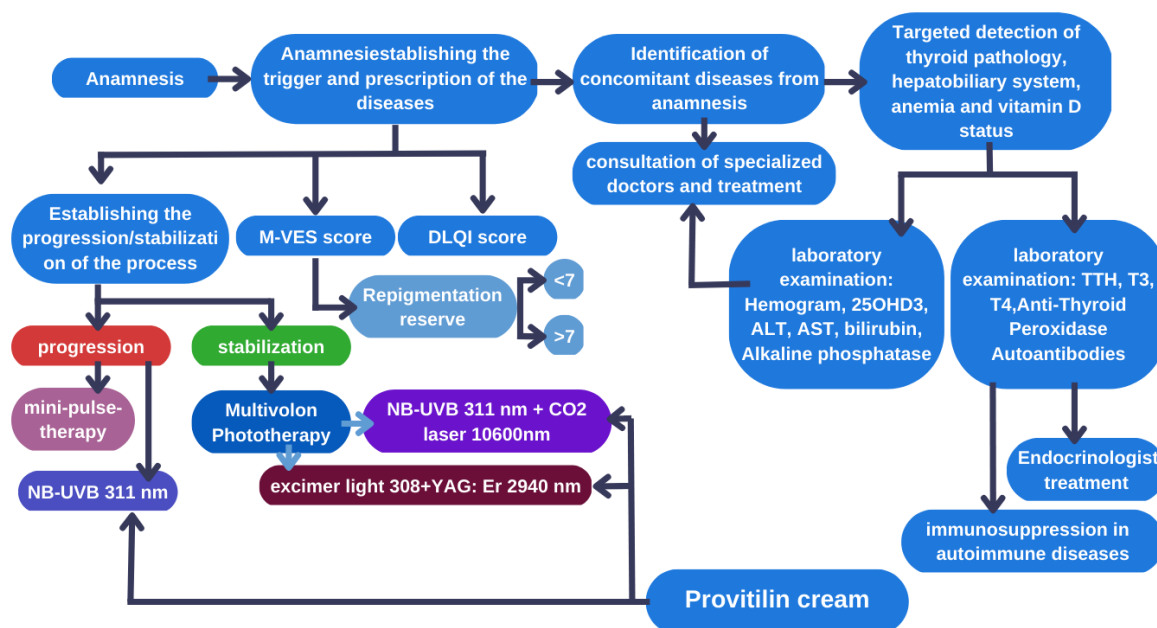 Anamnesis
Anamnesiestablishing the
trigger and prescription of the
diseases
Identification of
concomitant diseases from
anamnesis
Targeted detection of
thyroid pathology,
hepatobiliary system,
anemia and vitamin D
status
consultation of specialized
doctors and treatment
Establishing the
progression/stabilizati
on of the process
M-VES score
DLQI score
Repigmentation
reserve
<7
>7
laboratory
examination:
Hemogram, 25OHD3,
ALT, AST, bilirubin,
Alkaline phosphatase
laboratory
examination: TTH, T3,
T4,Anti-Thyroid
Peroxidase
Autoantibodies
progression
stabilization
mini-pulse-
therapy
Multivolon
Phototherapy
NB-UVB 311 nm + CO2
laser 10600nm
NB-UVB 311 nm
excimer light 308+YAG: Er 2940 nm
Endocrinologist
treatment
immunosuppression in
autoimmune diseases
Provitilin cream